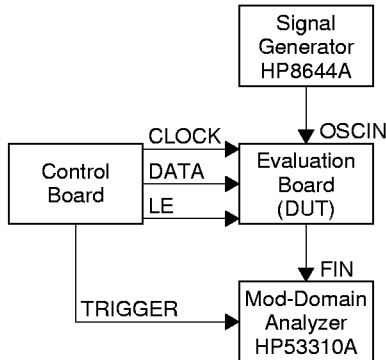 Signal
Generator
HP8644A
OSCIN
CLOCK
DATA
LE
Control
Board
Evaluation
Board
(DUT)
FIN
TRIGGER
Mod-Domain
Analyzer
HP53310A